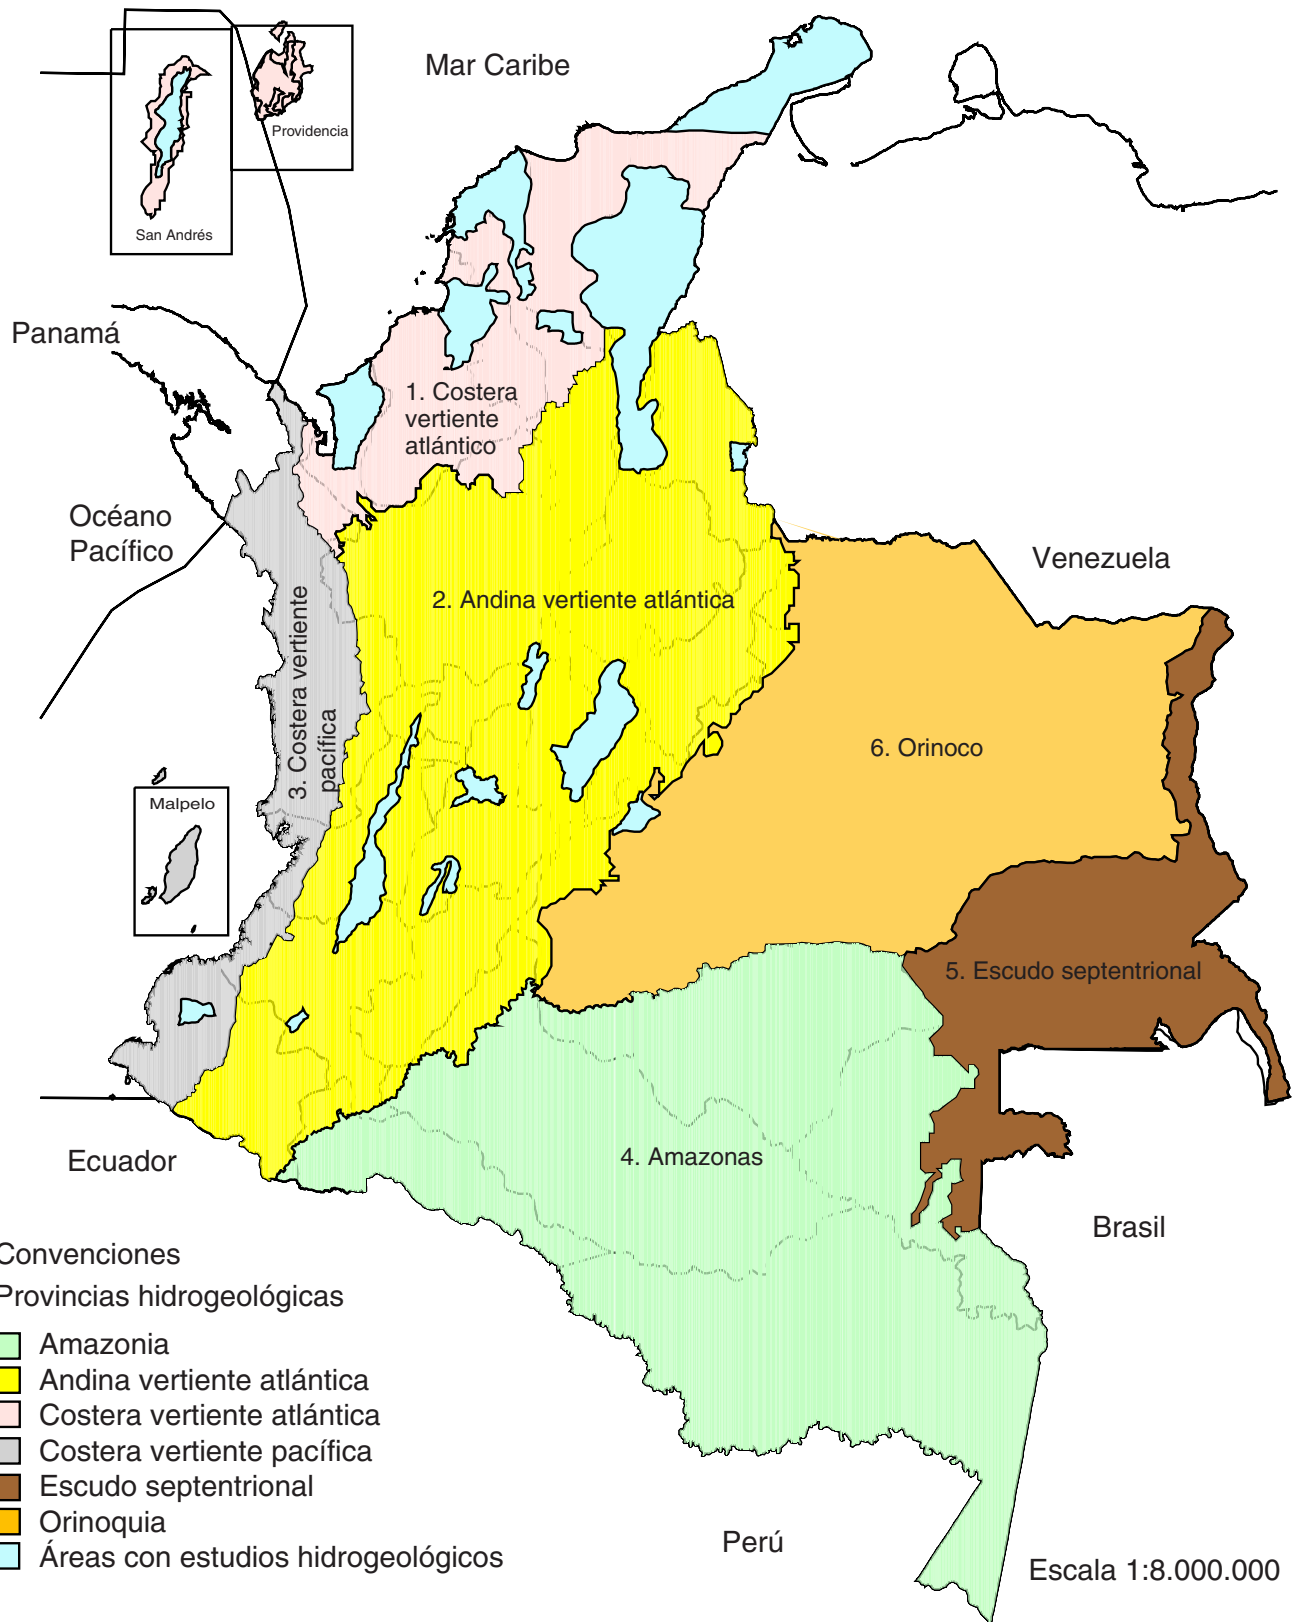 Mar Caribe
Providencia
San Andrés
Panamá
1. Costera
vertiente
atlántico
Océano
Pacífico
Venezuela
2. Andina vertiente atlántica
3. Costera vertiente
pacífica
6. Orinoco
Malpelo
5. Escudo septentrional
Ecuador
4. Amazonas
Brasil
Convenciones
Provincias hidrogeológicas
Amazonia
Andina vertiente atlántica
Costera vertiente atlántica
Costera vertiente pacífica
Escudo septentrional
Orinoquia
Áreas con estudios hidrogeológicos
Perú
Escala 1:8.000.000